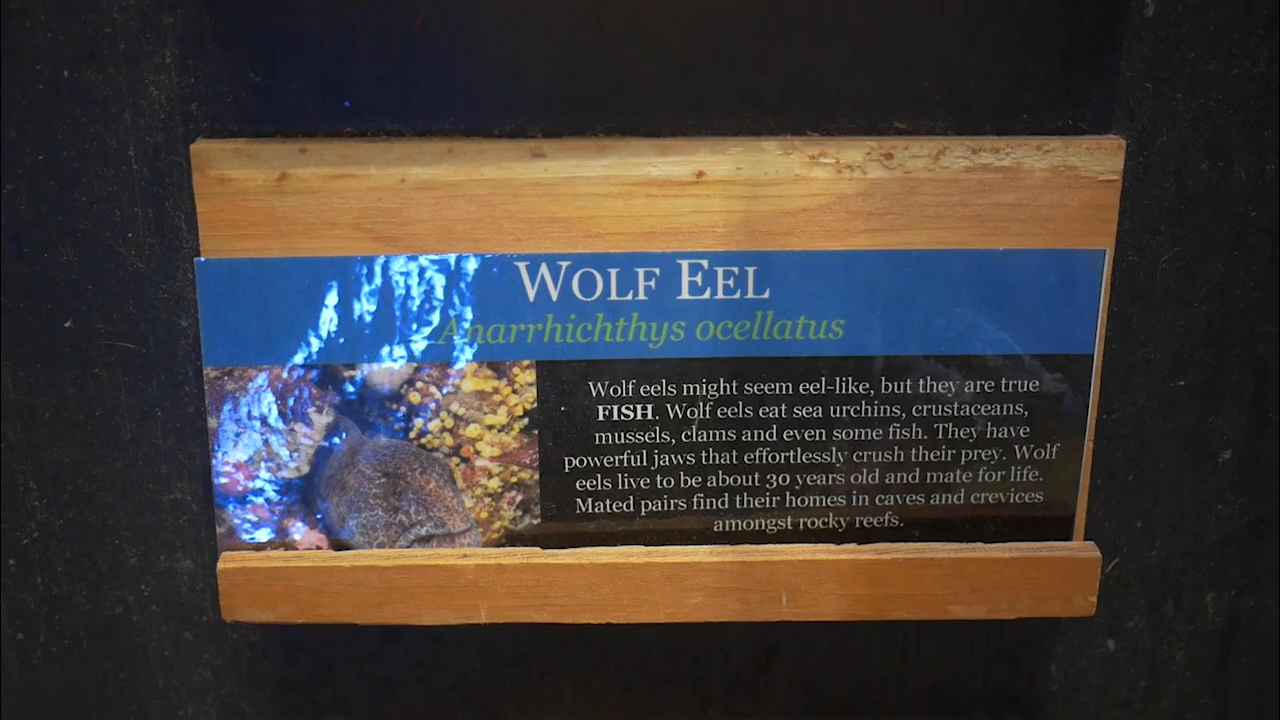 WOLF EEL
Anarrhichthys ocellatus
Wolf eels might seem eel-like, but they are true
FISH. Wolf eels eat sea urchins, crustaceans,
mussels, clams and even some fish. They have
powerful jaws that effortlessly crush their prey. Wolf
eels live to be about 30 years old and mate for life.
Mated pairs find their homes in caves and crevices
amongst rocky reefs.